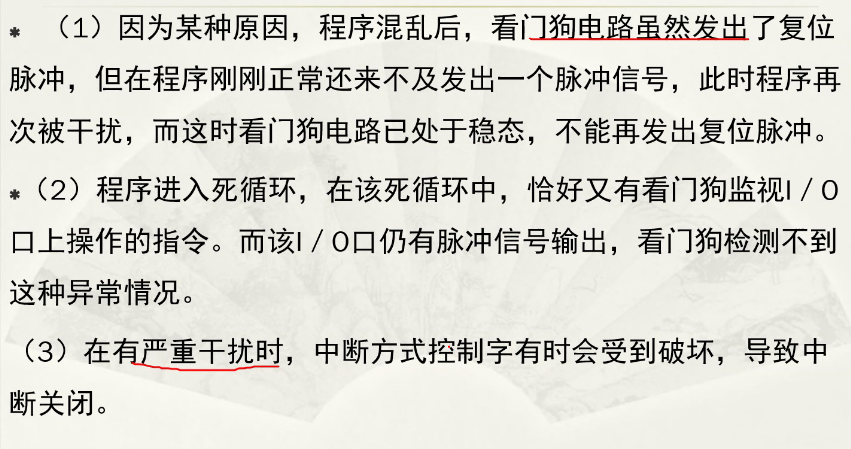 * （1）因为某种原因，程序混乱后，看门狗电路虽然发出了复位
脉冲，但在程序刚刚正常还来不及发出一个脉冲信号，此时程序再
次被干扰，而这时看门狗电路已处于稳态，不能再发出复位脉冲。
*（2）程序进入死循环，在该死循环中，恰好又有看门狗监视I／O
口上操作的指令。而该I／O口仍有脉冲信号输出，看门狗检测不到
这种异常情况。
（3）在有严重干扰时，中断方式控制字有时会受到破坏，导致中
断关闭。